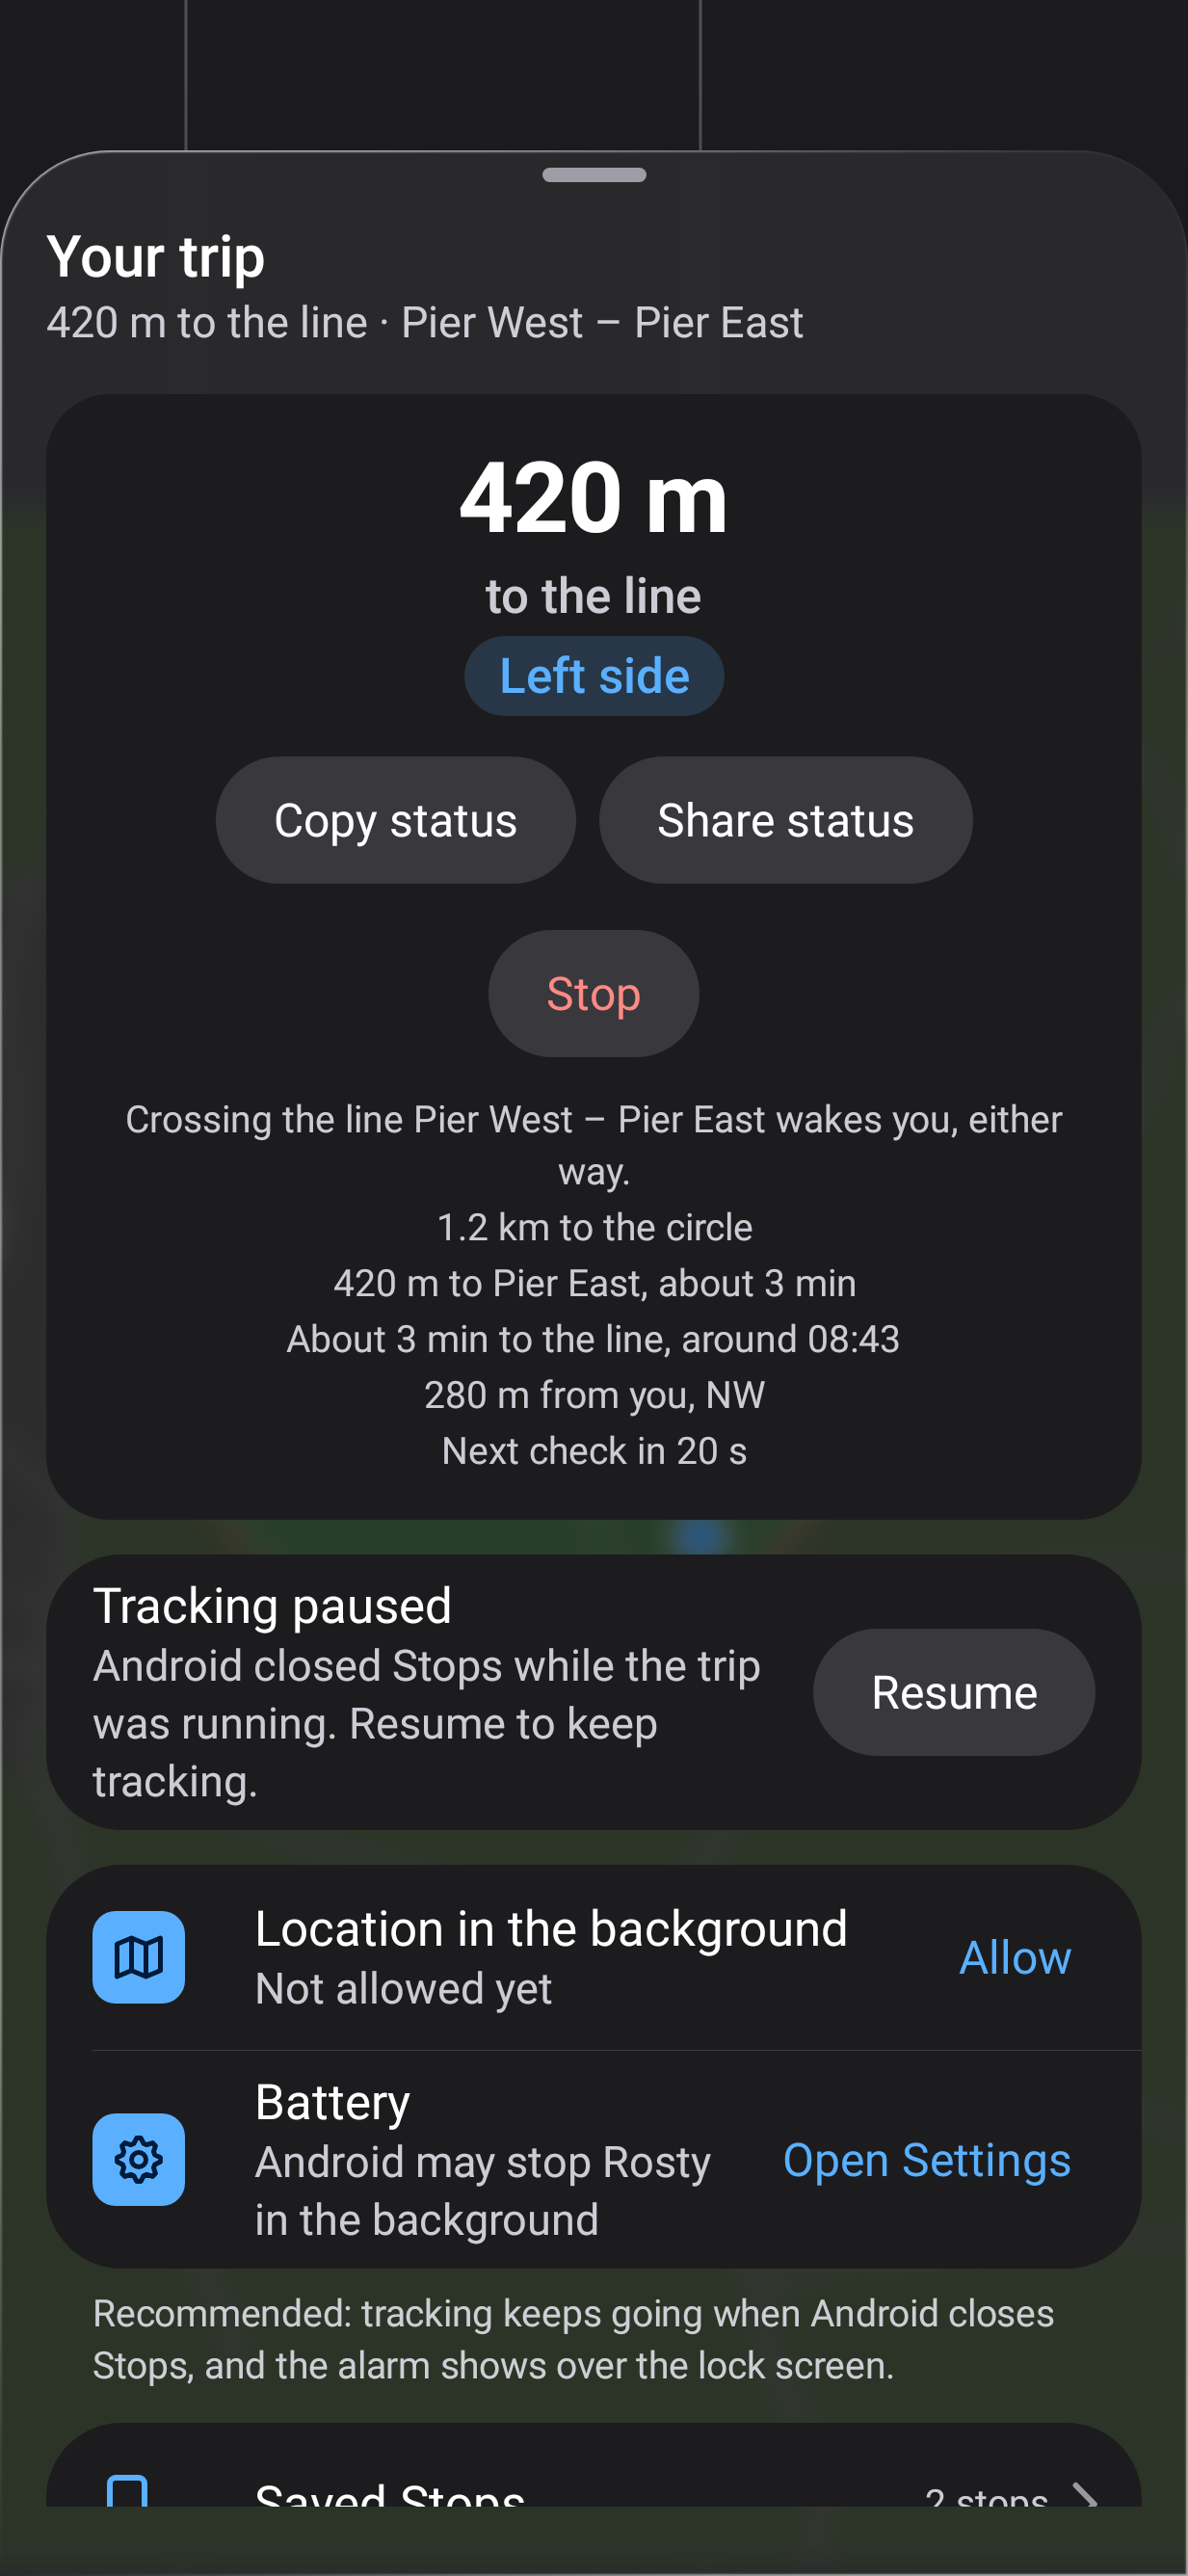 Your trip
420 m to the line · Pier West – Pier East
420 m
to the line
Left side
Copy status
Share status
Stop
Crossing the line Pier West – Pier East wakes you, either
way.
1.2 km to the circle
420 m to Pier East, about 3 min
About 3 min to the line, around 08:43
280 m from you, NW
Next check in 20 s
Tracking paused
Android closed Stops while the trip
was running. Resume to keep
tracking.
Resume
Location in the background
Not allowed yet
Allow
Battery
Android may stop Rosty
in the background
Open Settings
Recommended: tracking keeps going when Android closes
Stops, and the alarm shows over the lock screen.
Saved Stops
2 stops